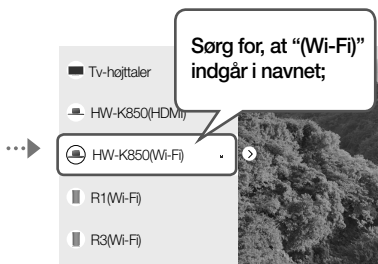 Sørg for, at “(Wi-Fi)”
indgår i navnet;
Tv-højttaler
HW-K850(HDMI)
HW-K850(Wi-Fi)
R1(Wi-Fi)
R3(Wi-Fi)